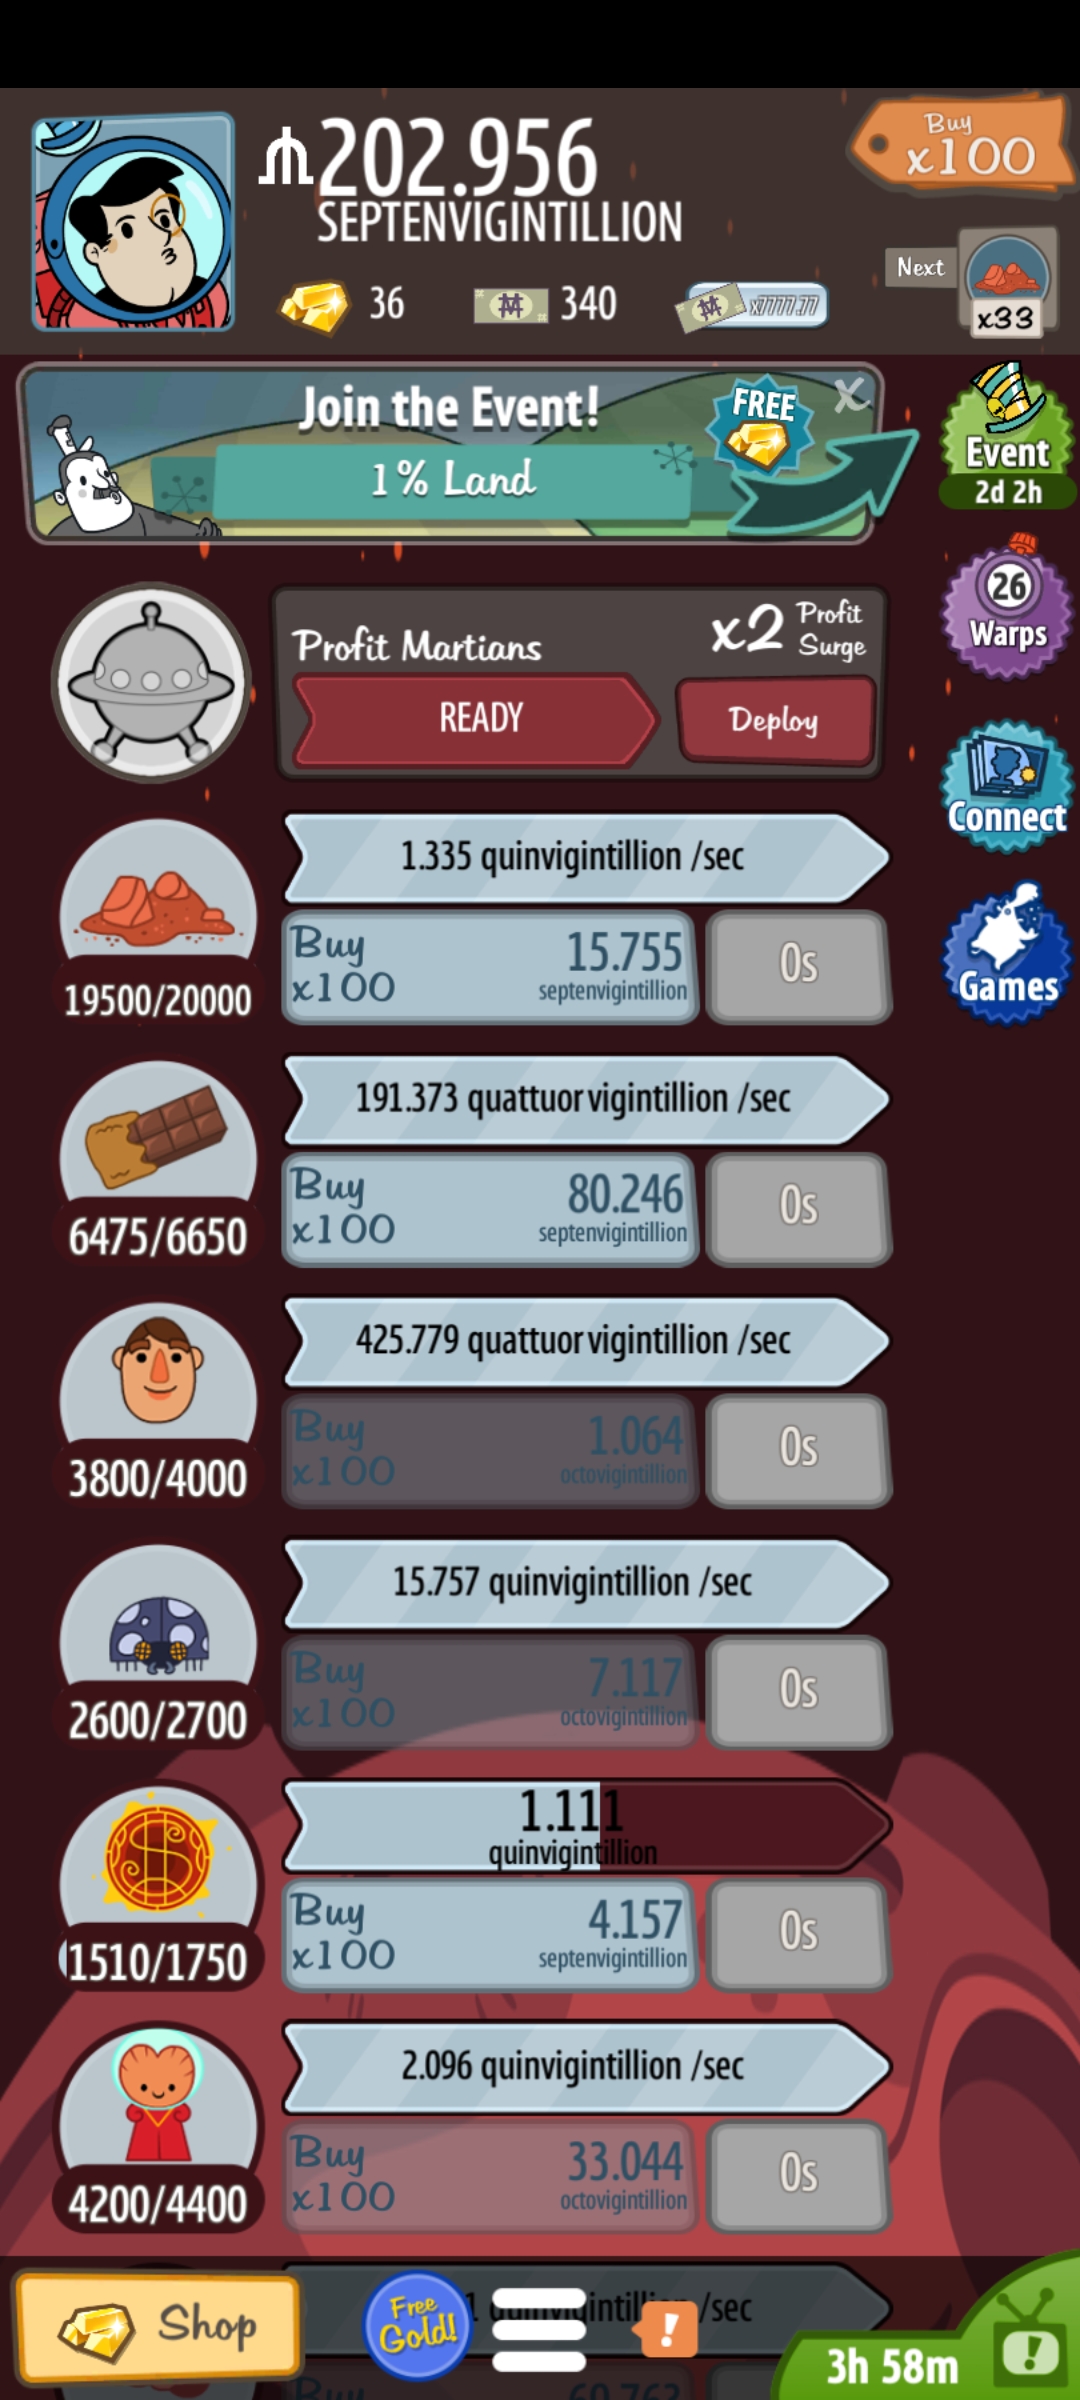 202.956
SEPTENVIGINTILLION
Buy
x100
36
340
x7777.77
Next
x33
Join the Event!
1% Land
FREE
X
Event
2d 2h
Profit Martians
x2 Profit Surge
READY
Deploy
26
Warps
Connect
Games
1.335 quinvigintillion /sec
Buy x100
15.755 septenvigintillion
0s
19500/20000
191.373 quattuorvigintillion /sec
Buy x100
80.246 septenvigintillion
0s
6475/6650
425.779 quattuorvigintillion /sec
Buy x100
1.064 octovigintillion
0s
3800/4000
15.757 quinvigintillion /sec
Buy x100
7.117 octovigintillion
0s
2600/2700
1.111
quinvigintillion
Buy x100
4.157 septenvigintillion
0s
1510/1750
2.096 quinvigintillion /sec
Buy x100
33.044 octovigintillion
0s
4200/4400
Shop
Free Gold!
/sec
!
3h 58m
!